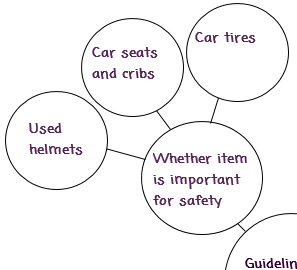 Car seats
and cribs
Car tires
Used
helmets
Whether item
is important
for safety